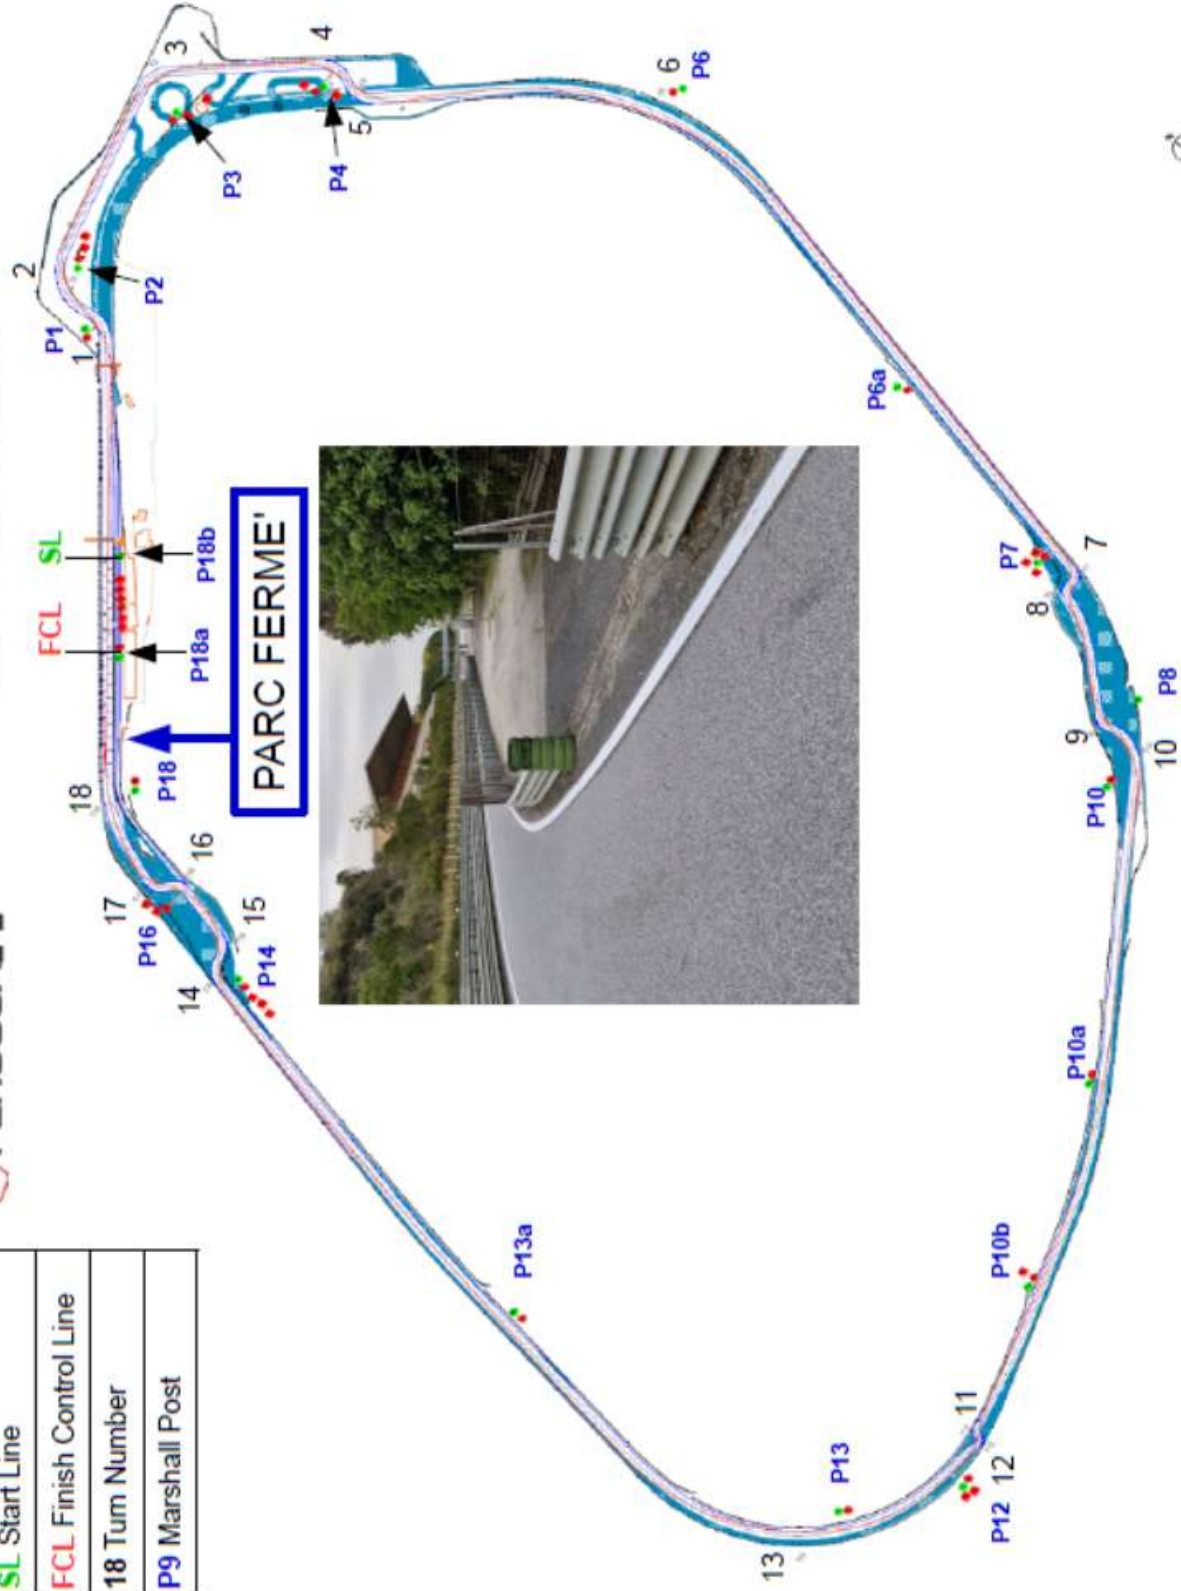 SL Start Line
FCL Finish Control Line
18 Turn Number
P9 Marshall Post
13
P13
12
P12
11
P13a
P10b
P10a
14
P14
15
P16
17
16
18
P18
P10
10
9
P8
PARC FERME'
P18a
FCL
P18b
SL
8
P7
7
P6a
1
P1
P2
2
P3
3
P4
4
5
6
P6